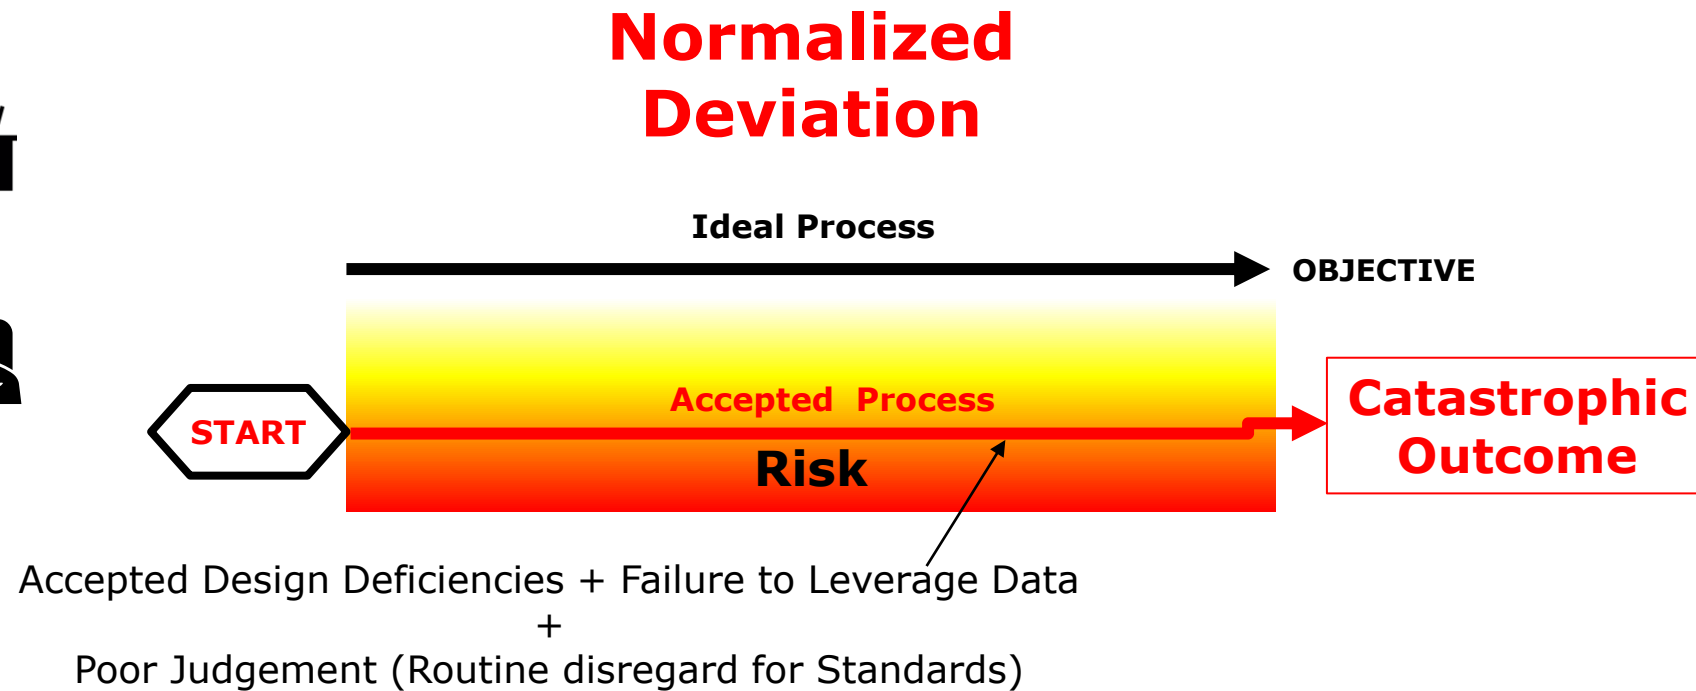 Normalized
Deviation
Ideal Process
OBJECTIVE
Accepted Process
START
Risk
Catastrophic
Outcome
Accepted Design Deficiencies + Failure to Leverage Data
+
Poor Judgement (Routine disregard for Standards)